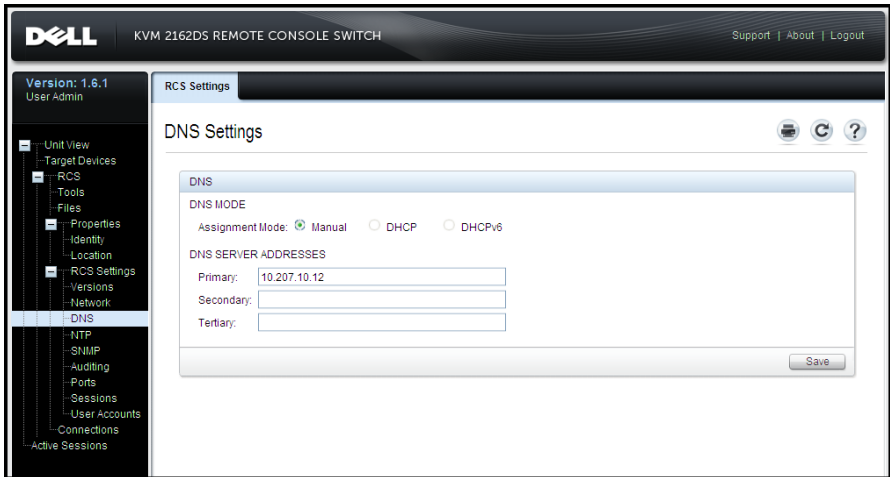 DELL KVM 2162DS REMOTE CONSOLE SWITCH Support | About | Logout
Version: 1.6.1
User Admin
Unit View
Target Devices
RCS
Tools
Files
Properties
Identity
Location
RCS Settings
Versions
Network
DNS
NTP
SNMP
Auditing
Ports
Sessions
User Accounts
Connections
Active Sessions
RCS Settings
DNS Settings
?
DNS
DNS MODE
Assignment Mode: Manual DHCP DHCPv6
DNS SERVER ADDRESSES
Primary: 10.207.10.12
Secondary:
Tertiary:
Save